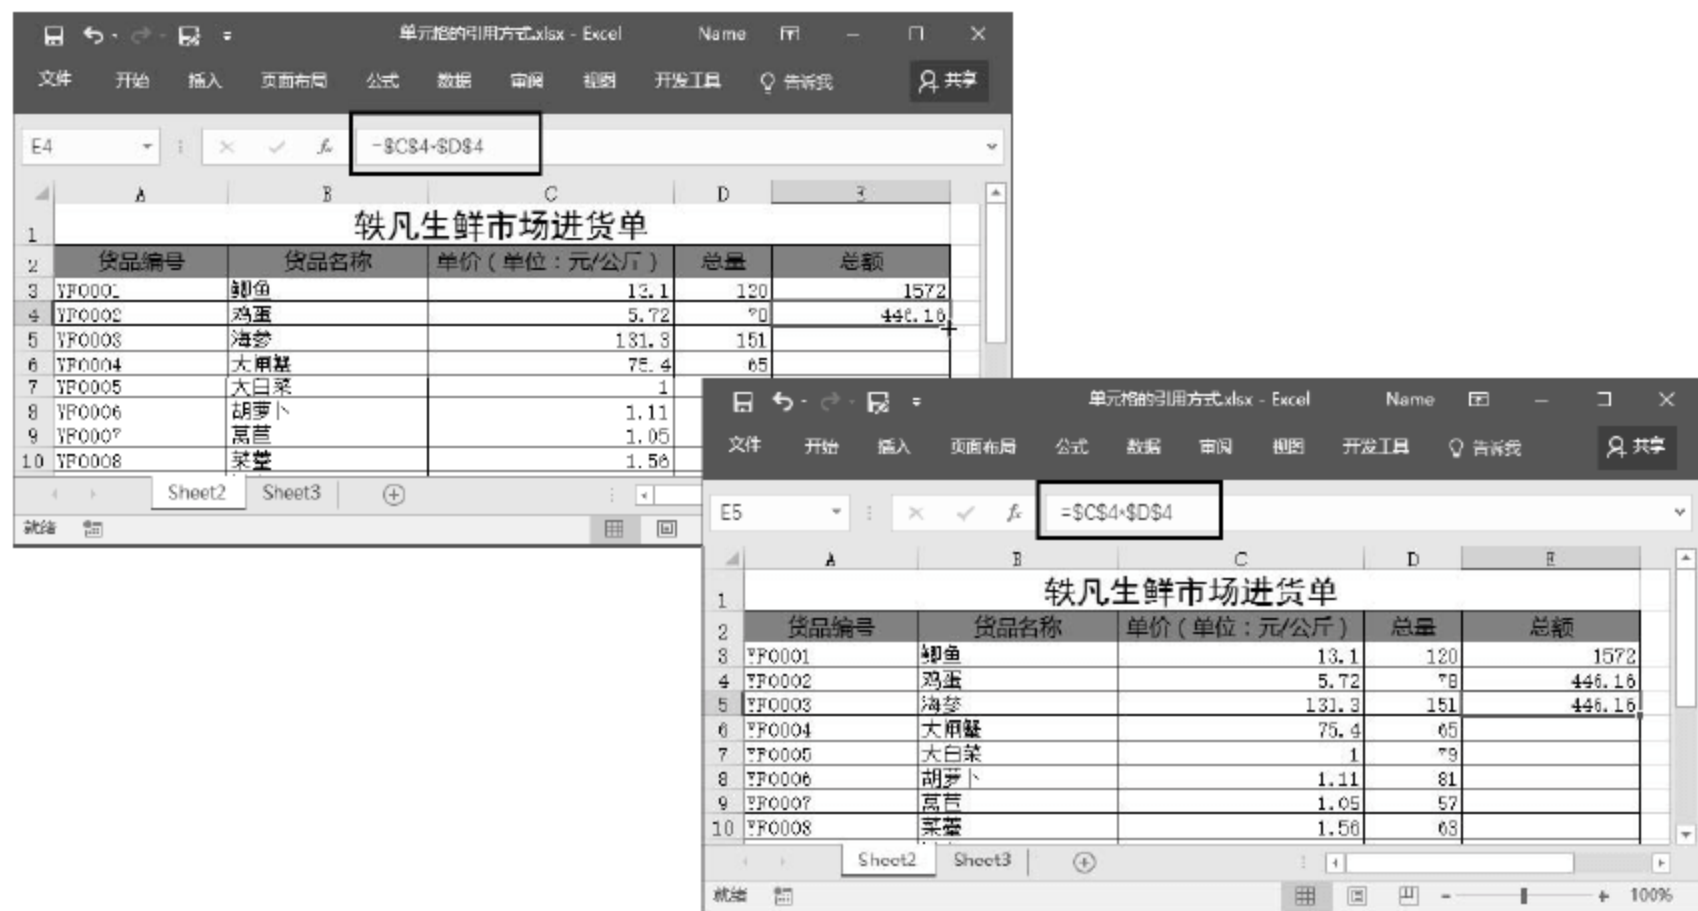 单元格的引用方式.xlsx - Excel Name
文件 开始 插入 页面布局 公式 数据 审阅 视图 开发工具 告诉我 共享
E4 fx =$C$4*$D$4
A B C D E
1 轶凡生鲜市场进货单
2 货品编号 货品名称 单价(单位:元/公斤) 总量 总额
3 YF0001 鲫鱼 13.1 120 1572
4 YF0002 鸡蛋 5.72 78 446.16
5 YF0003 海参 131.3 151
6 YF0004 大闸蟹 75.4 65
7 YF0005 大白菜 1
8 YF0006 胡萝卜 1.11
9 YF0007 莴苣 1.05
10 YF0008 菜薹 1.56
Sheet2 Sheet3
就绪
单元格的引用方式.xlsx - Excel Name
文件 开始 插入 页面布局 公式 数据 审阅 视图 开发工具 告诉我 共享
E5 fx =$C$4*$D$4
A B C D E
1 轶凡生鲜市场进货单
2 货品编号 货品名称 单价(单位:元/公斤) 总量 总额
3 YF0001 鲫鱼 13.1 120 1572
4 YF0002 鸡蛋 5.72 78 446.16
5 YF0003 海参 131.3 151 446.16
6 YF0004 大闸蟹 75.4 65
7 YF0005 大白菜 1 79
8 YF0006 胡萝卜 1.11 81
9 YF0007 莴苣 1.05 57
10 YF0008 菜薹 1.56 63
Sheet2 Sheet3
就绪 100%